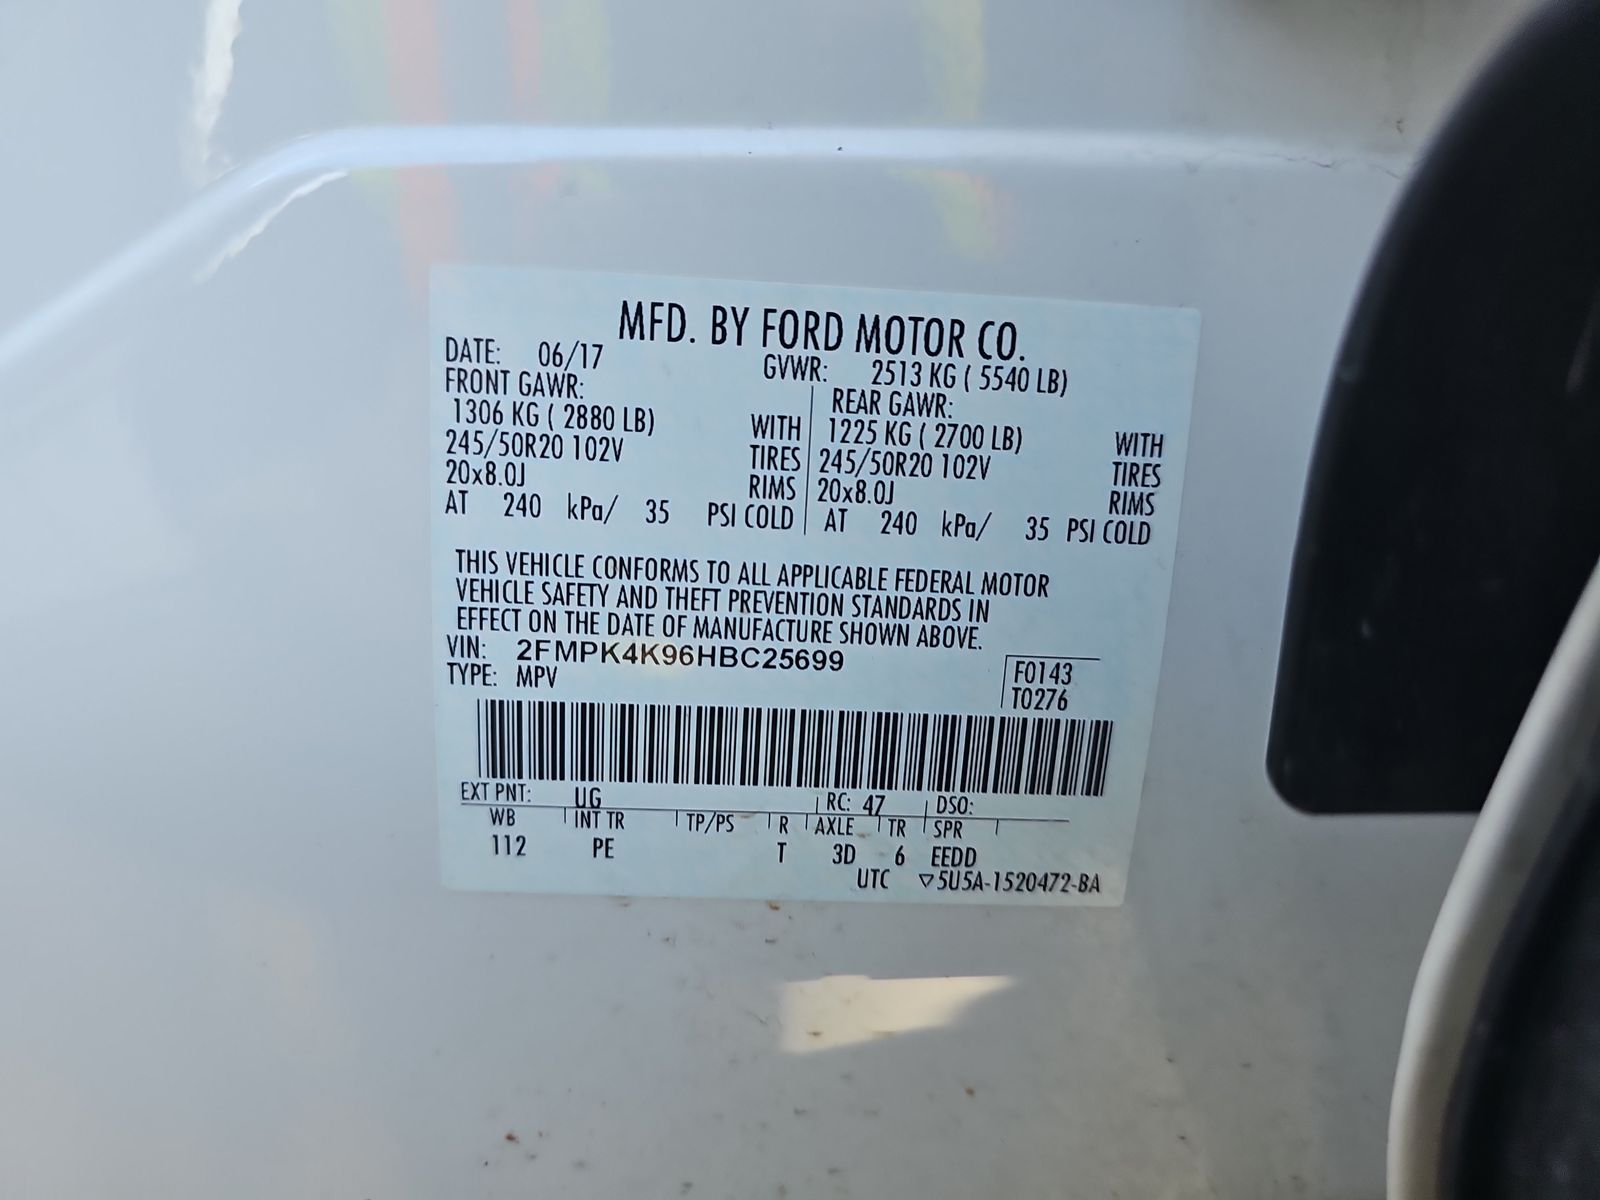 MFD. BY FORD MOTOR CO.
DATE: 06/17 GVWR: 2513 KG ( 5540 LB)
FRONT GAWR: REAR GAWR:
1306 KG ( 2880 LB) WITH 1225 KG ( 2700 LB) WITH
245/50R20 102V TIRES 245/50R20 102V TIRES
20x8.0J RIMS 20x8.0J RIMS
AT 240 kPa/ 35 PSI COLD AT 240 kPa/ 35 PSI COLD
THIS VEHICLE CONFORMS TO ALL APPLICABLE FEDERAL MOTOR
VEHICLE SAFETY AND THEFT PREVENTION STANDARDS IN
EFFECT ON THE DATE OF MANUFACTURE SHOWN ABOVE.
VIN: 2FMPK4K96HBC25699
TYPE: MPV
F0143
T0276
EXT PNT: UG RC: 47 DSO:
WB INT TR TP/PS R AXLE TR SPR
112 PE T 3D 6 EEDD
UTC ▽5U5A-1520472-BA